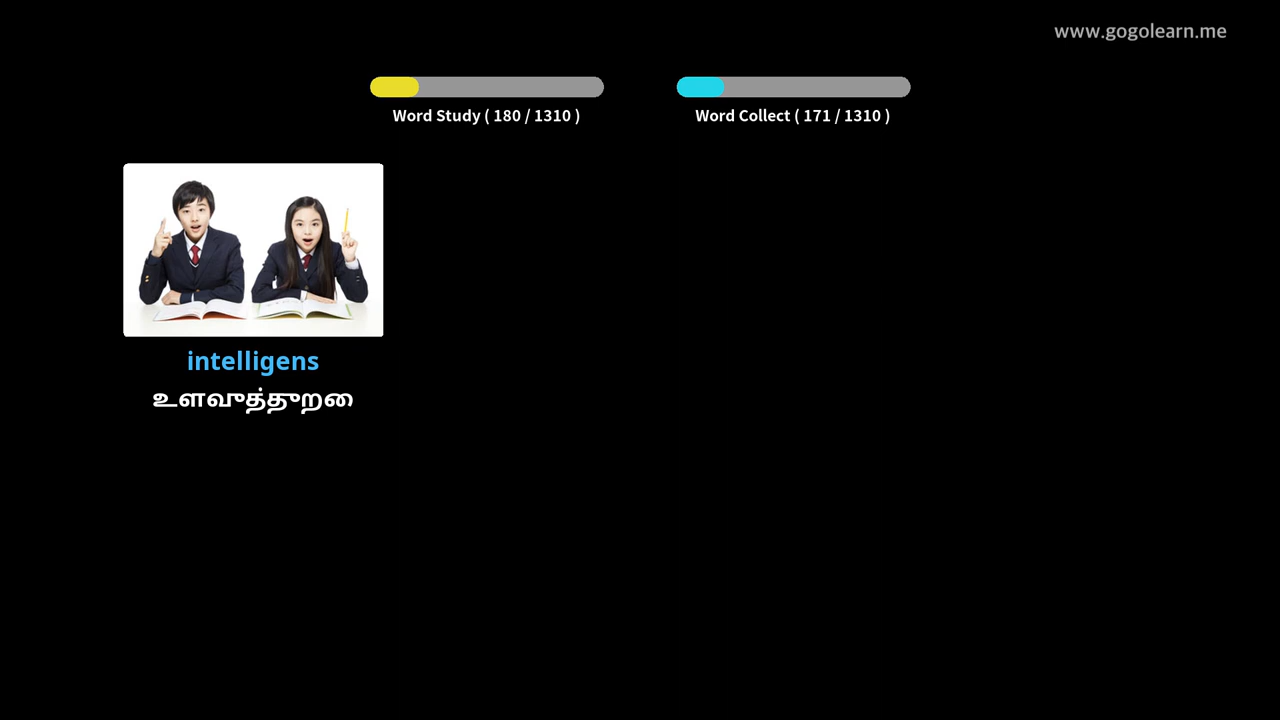 www.gogolearn.me
Word Study ( 180 / 1310 )
Word Collect ( 171 / 1310 )
intelligens
உளவுத்துறை